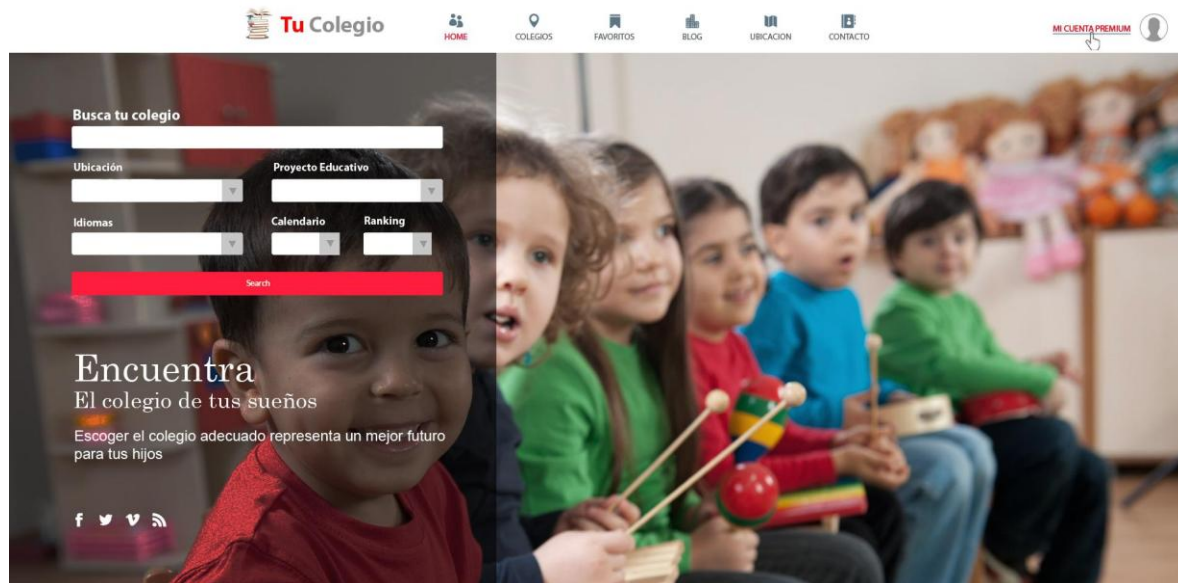 Tu Colegio
HOME
COLEGIOS
FAVORITOS
BLOG
UBICACION
CONTACTO
MI CUENTA PREMIUM
Busca tu colegio
Ubicación
Proyecto Educativo
Idiomas
Calendario
Ranking
Search
Encuentra
El colegio de tus sueños
Escoger el colegio adecuado representa un mejor futuro
para tus hijos